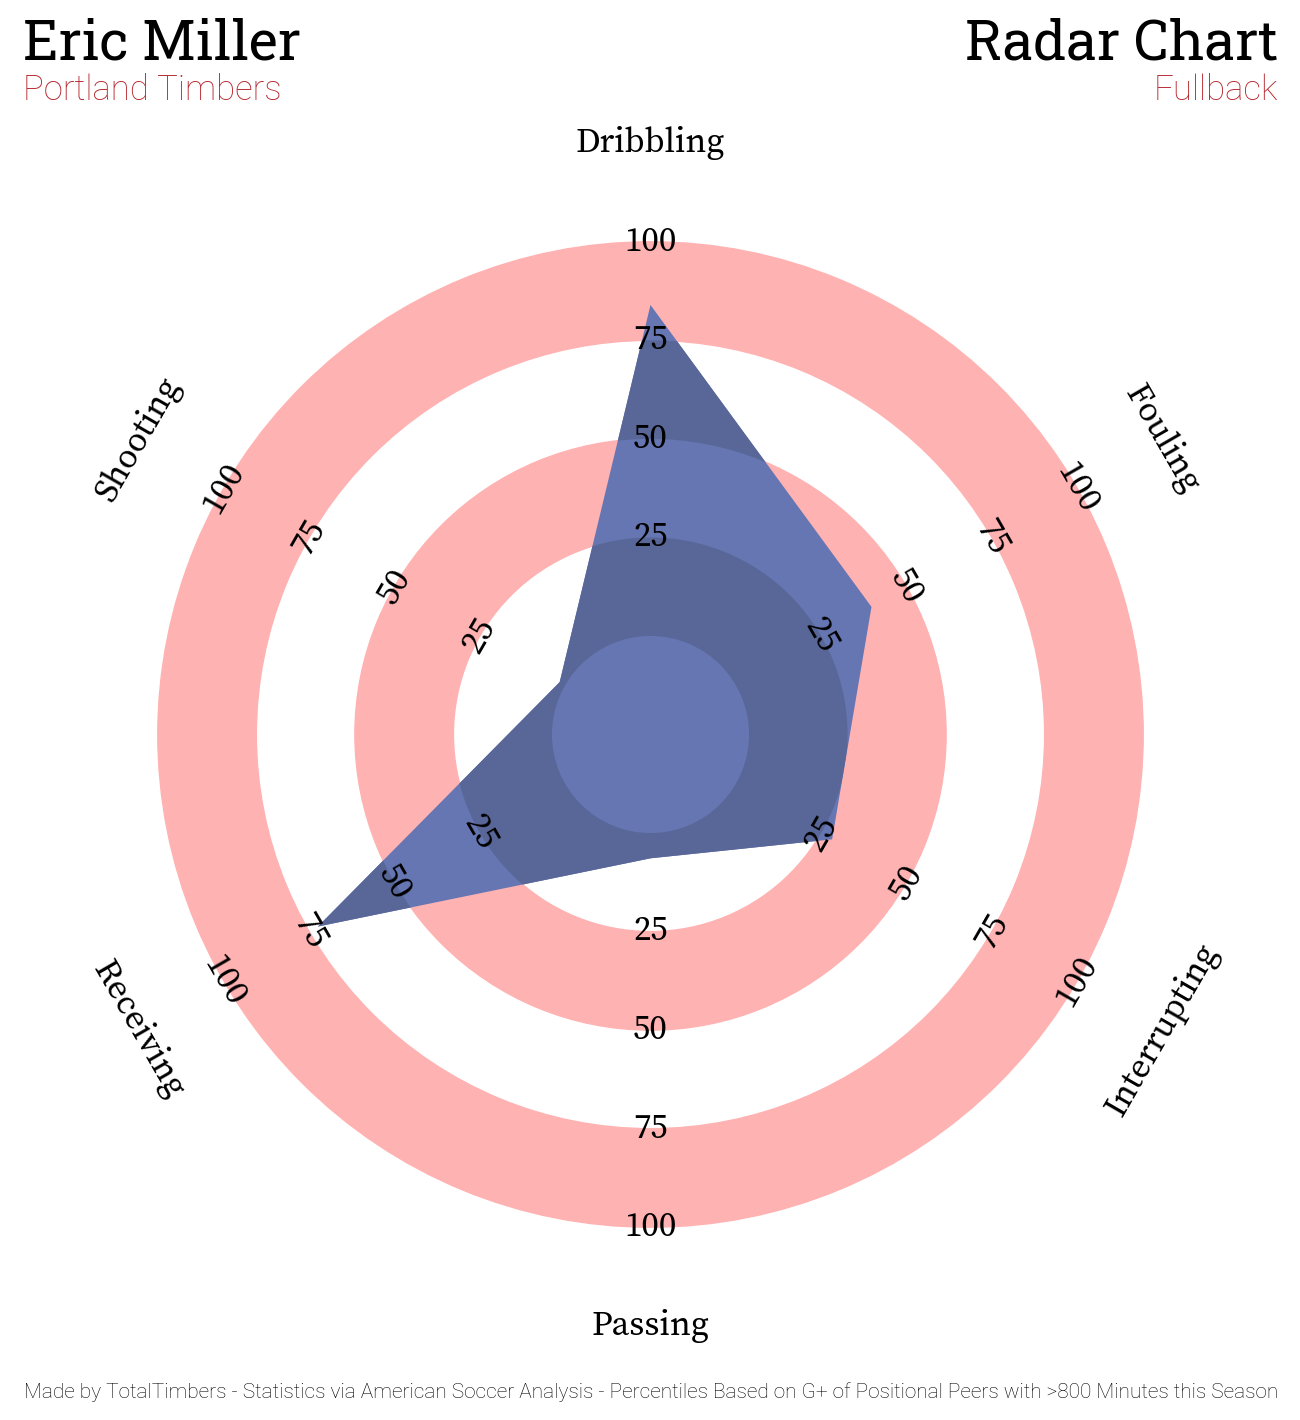 Eric Miller
Radar Chart
Portland Timbers
Fullback
Dribbling
100
75
50
25
Fouling
100
75
50
25
Shooting
100
75
50
25
25
50
75
100
Receiving
25
50
75
100
Interrupting
25
50
75
100
Passing
Made by TotalTimbers - Statistics via American Soccer Analysis - Percentiles Based on G+ of Positional Peers with >800 Minutes this Season